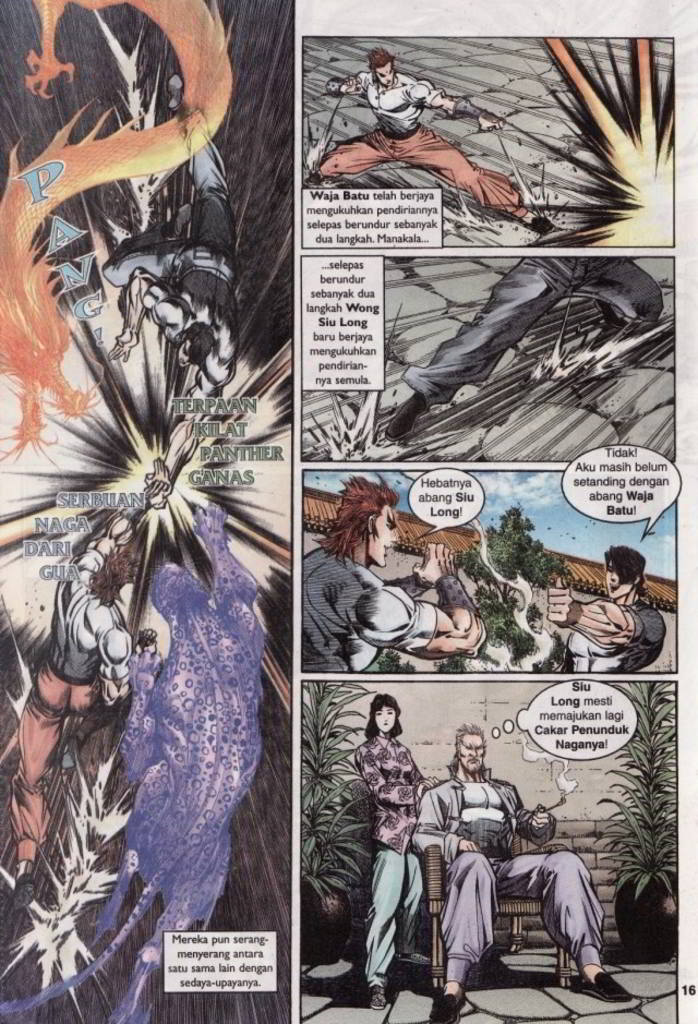 PANG!
TERPAAN
KILAT
PANTHER
GANAS
SERBUAN
NAGA
DARI
GUA
Mereka pun serang-
menyerang antara
satu sama lain dengan
sedaya-upayanya.
Waja Batu telah berjaya
mengukuhkan pendiriannya
selepas berundur sebanyak
dua langkah. Manakala...
...selepas
berundur
sebanyak dua
langkah Wong
Siu Long
baru berjaya
mengukuhkan
pendirian-
nya semula.
Hebatnya
abang Siu
Long!
Tidak!
Aku masih belum
setanding dengan
abang Waja
Batu!
Siu
Long mesti
memajukan lagi
Cakar Penunduk
Naganya!
16